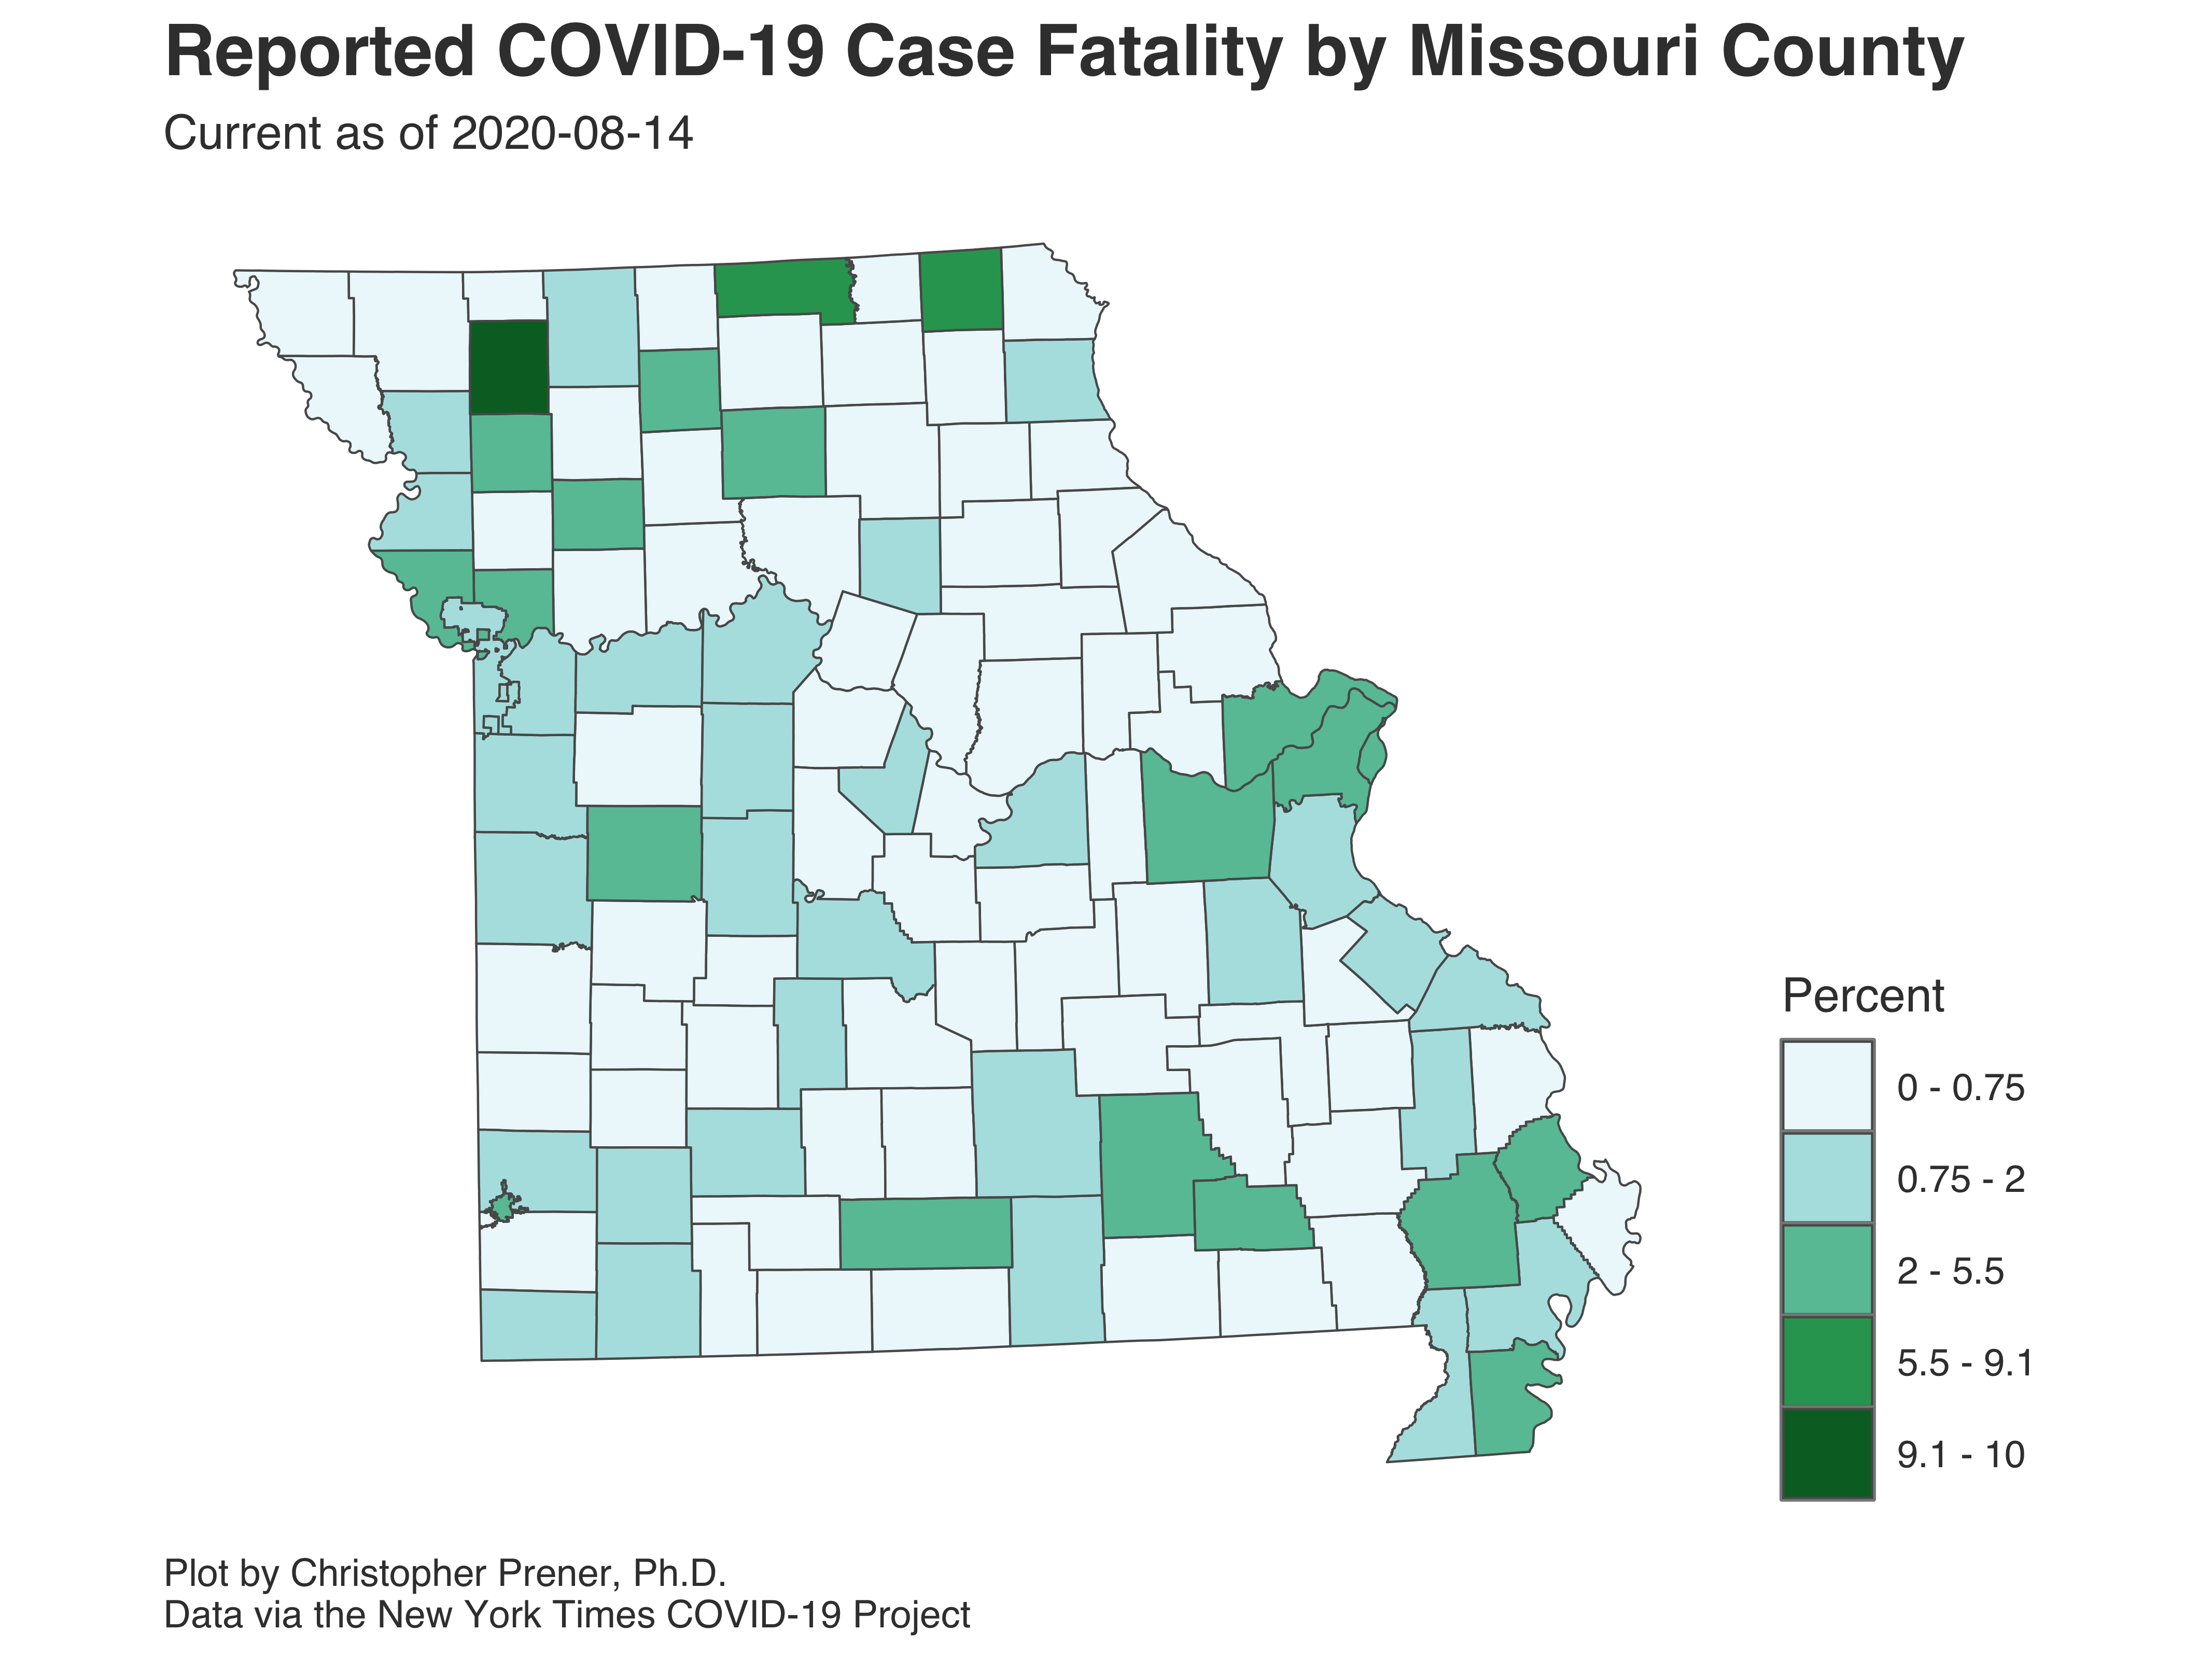 Reported COVID-19 Case Fatality by Missouri County
Current as of 2020-08-14
Percent
0 - 0.75
0.75 - 2
2 - 5.5
5.5 - 9.1
9.1 - 10
Plot by Christopher Prener, Ph.D.
Data via the New York Times COVID-19 Project